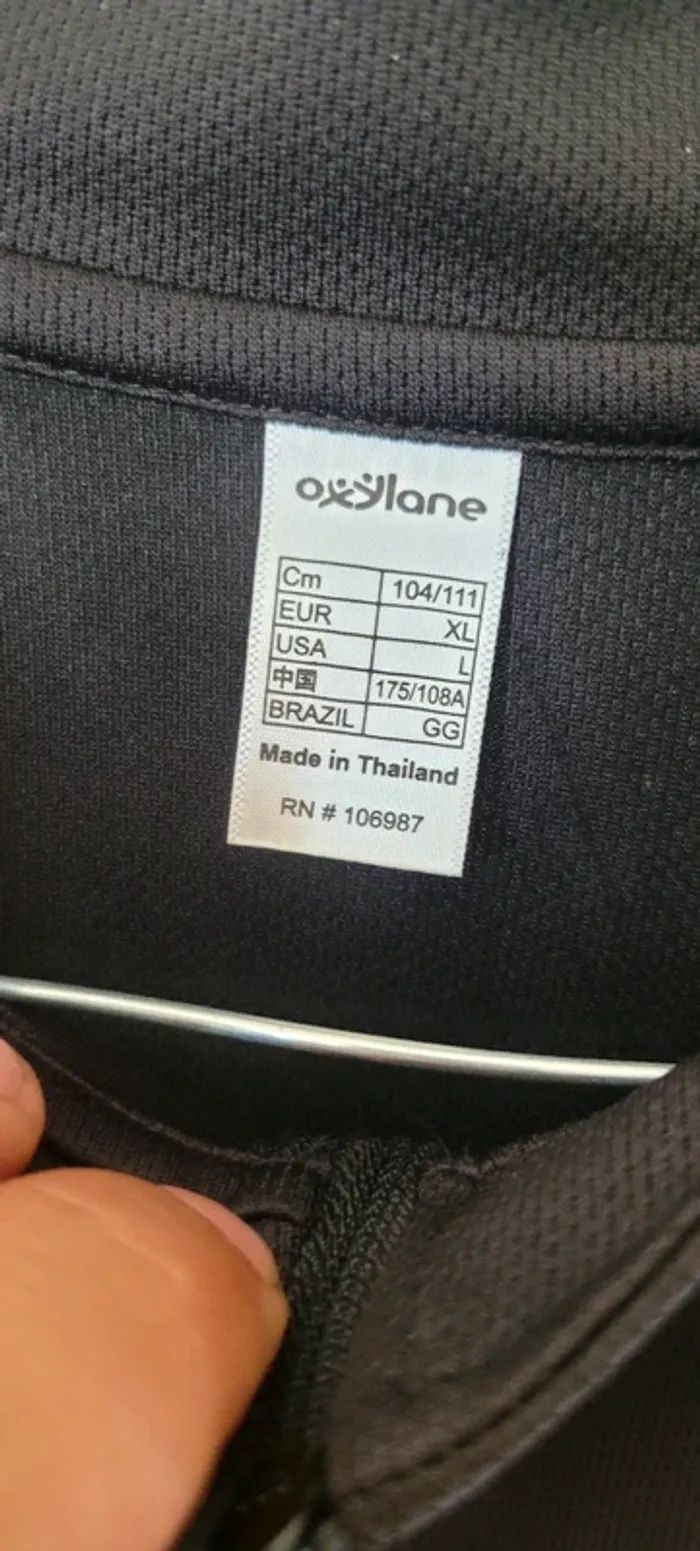 oxylane
Cm 104/111
EUR XL
USA L
中国 175/108A
BRAZIL GG
Made in Thailand
RN # 106987